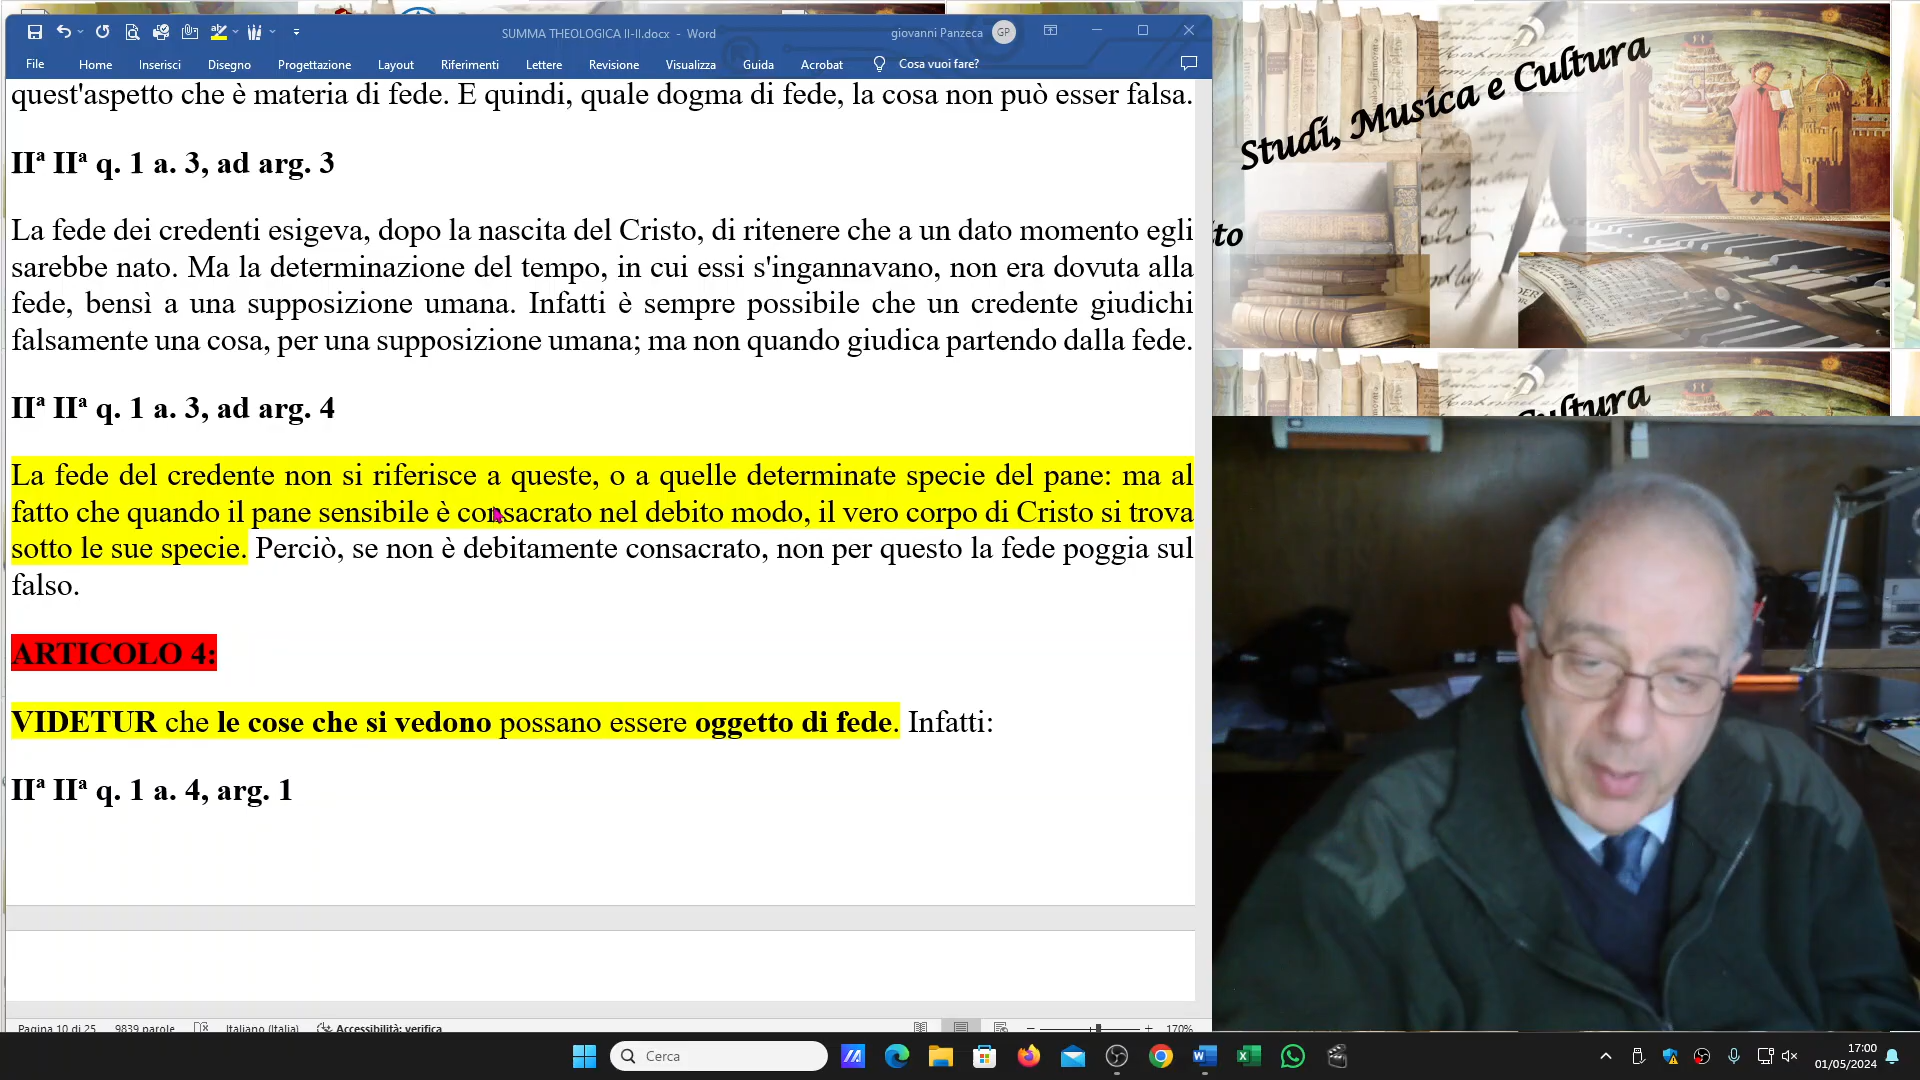 SUMMA THEOLOGICA II-II.docx - Word
giovanni Panzeca GP
File Home Inserisci Disegno Progettazione Layout Riferimenti Lettere Revisione Visualizza Guida Acrobat Cosa vuoi fare?
quest'aspetto che è materia di fede. E quindi, quale dogma di fede, la cosa non può esser falsa.
IIª IIª q. 1 a. 3, ad arg. 3
La fede dei credenti esigeva, dopo la nascita del Cristo, di ritenere che a un dato momento egli
sarebbe nato. Ma la determinazione del tempo, in cui essi s'ingannavano, non era dovuta alla
fede, bensì a una supposizione umana. Infatti è sempre possibile che un credente giudichi
falsamente una cosa, per una supposizione umana; ma non quando giudica partendo dalla fede.
IIª IIª q. 1 a. 3, ad arg. 4
La fede del credente non si riferisce a queste, o a quelle determinate specie del pane: ma al
fatto che quando il pane sensibile è consacrato nel debito modo, il vero corpo di Cristo si trova
sotto le sue specie. Perciò, se non è debitamente consacrato, non per questo la fede poggia sul
falso.
ARTICOLO 4:
VIDETUR che le cose che si vedono possano essere oggetto di fede. Infatti:
IIª IIª q. 1 a. 4, arg. 1
Pagina 10 di 25 9839 parole Italiano (Italia) Accessibilità: verifica 170%
Studi, Musica e Cultura
ito
Cultura
Cerca
17:00
01/05/2024